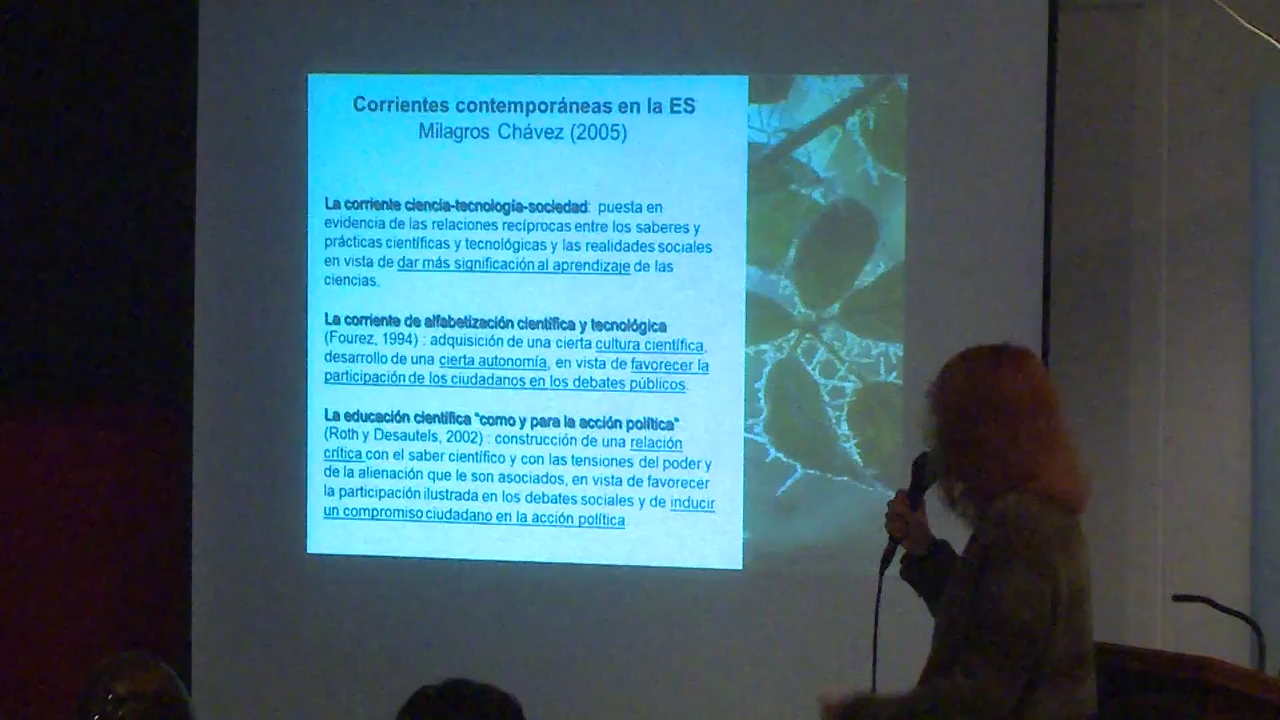 Corrientes contemporáneas en la ES
Milagros Chávez (2005)
La corriente ciencia-tecnología-sociedad: puesta en
evidencia de las relaciones recíprocas entre los saberes y
prácticas científicas y tecnológicas y las realidades sociales
en vista de dar más significación al aprendizaje de las
ciencias.
La corriente de alfabetización científica y tecnológica
(Fourez, 1994) : adquisición de una cierta cultura científica,
desarrollo de una cierta autonomía, en vista de favorecer la
participación de los ciudadanos en los debates públicos.
La educación científica "como y para la acción política"
(Roth y Desautels, 2002) : construcción de una relación
crítica con el saber científico y con las tensiones del poder y
de la alienación que le son asociados, en vista de favorecer
la participación ilustrada en los debates sociales y de inducir
un compromiso ciudadano en la acción política.